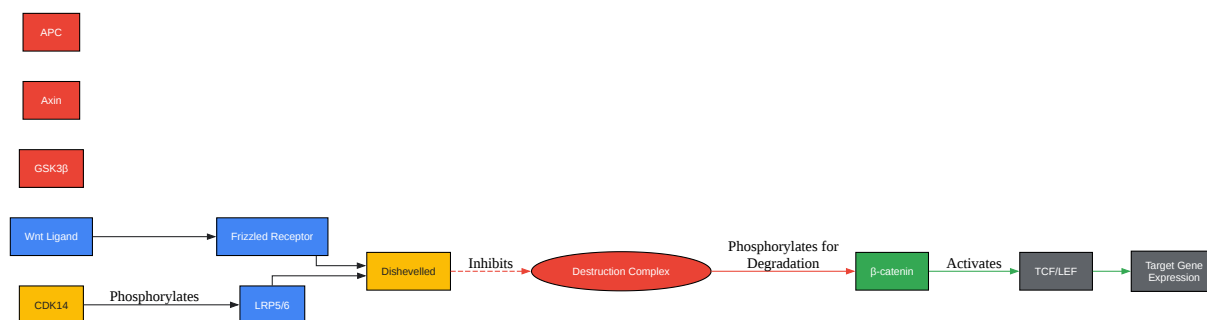 APC
Axin
GSK3β
Wnt Ligand
Frizzled Receptor
Dishevelled
Inhibits
Destruction Complex
Phosphorylates for
Degradation
β-catenin
Activates
TCF/LEF
Target Gene
Expression
CDK14
Phosphorylates
LRP5/6